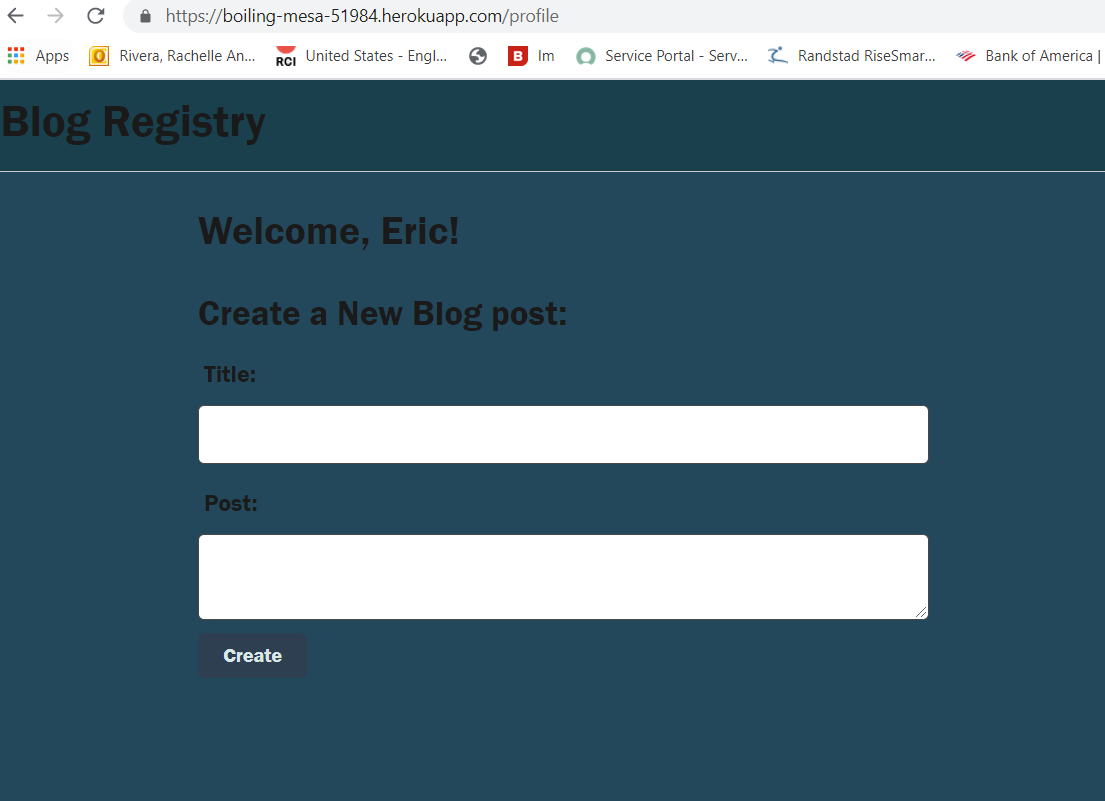 https://boiling-mesa-51984.herokuapp.com/profile
Apps Rivera, Rachelle An... RCI United States - Engl... B Im Service Portal - Serv... Randstad RiseSmar... Bank of America |
Blog Registry
Welcome, Eric!
Create a New Blog post:
Title:
Post:
Create